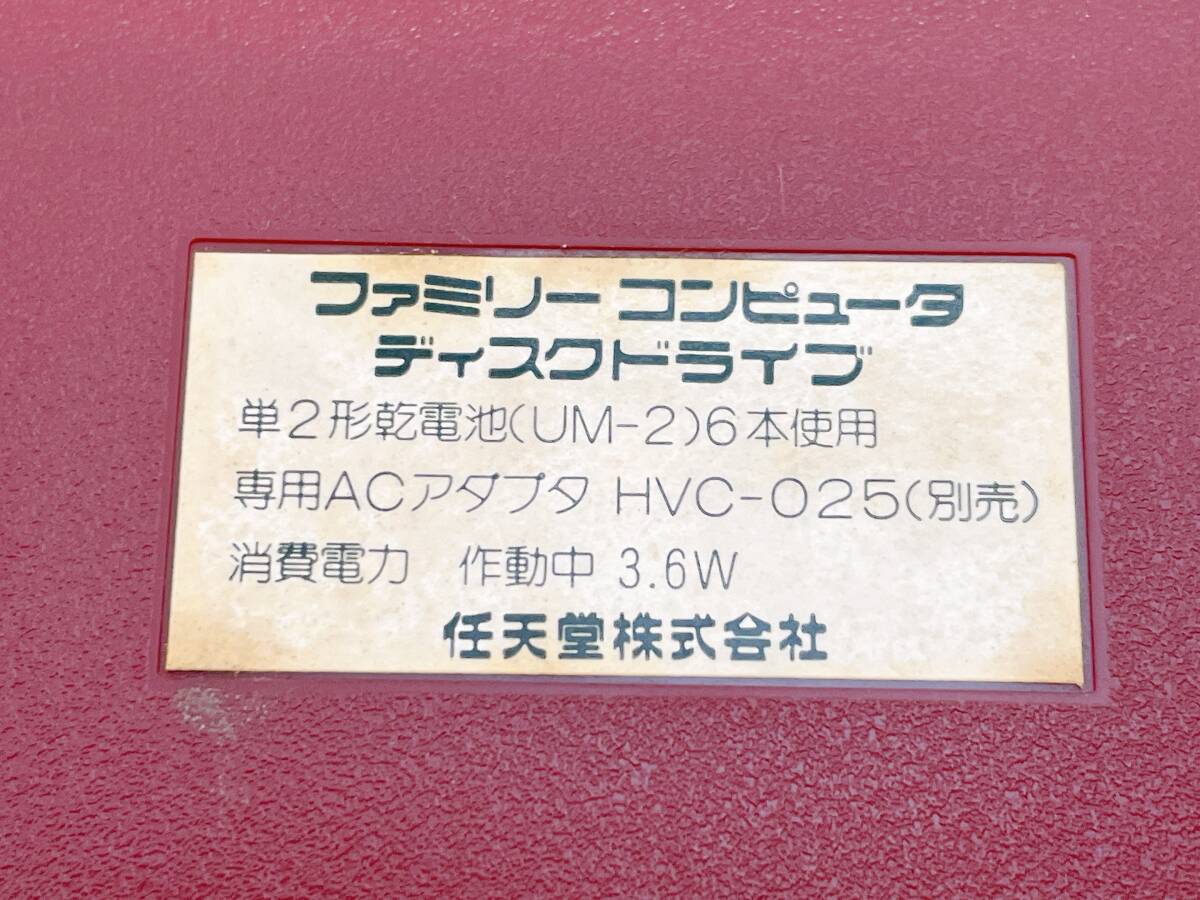 ファミリー コンピュータ
ディスクドライブ
単2形乾電池(UM-2)6本使用
専用ACアダプタ HVC-025(別売)
消費電力 作動中 3.6W
任天堂株式会社